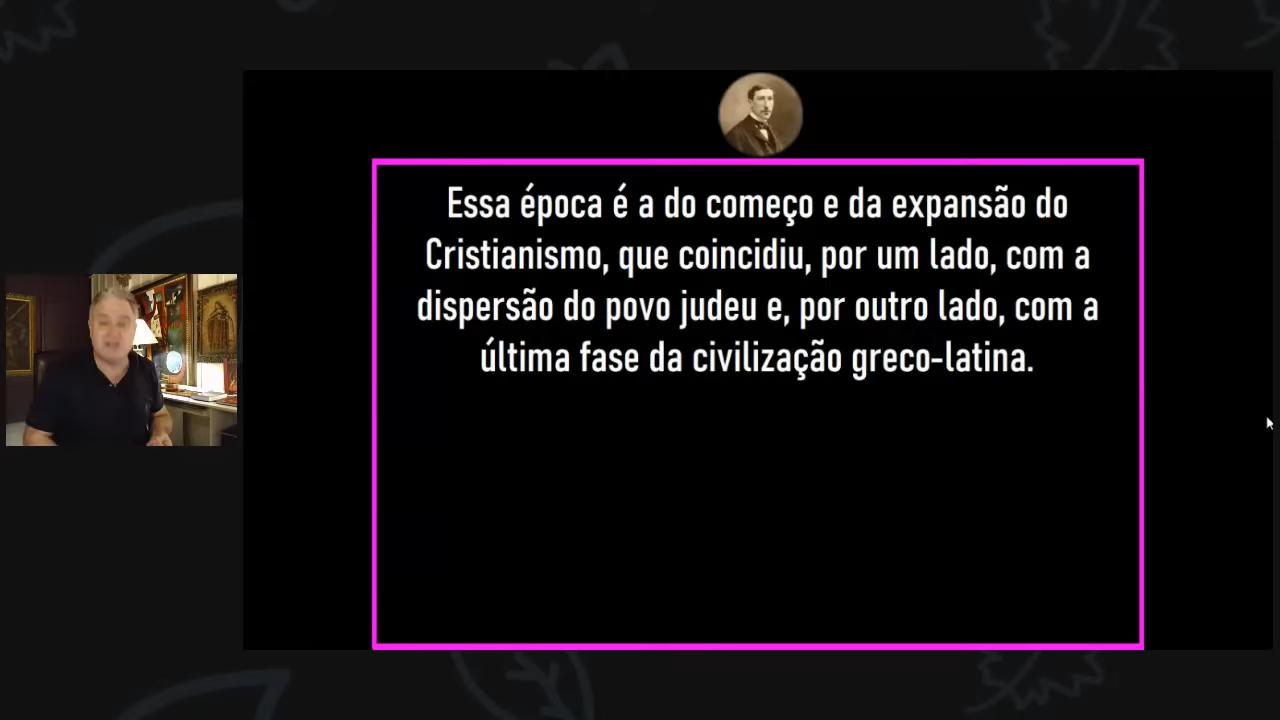 Essa época é a do começo e da expansão do
Cristianismo, que coincidiu, por um lado, com a
dispersão do povo judeu e, por outro lado, com a
última fase da civilização greco-latina.